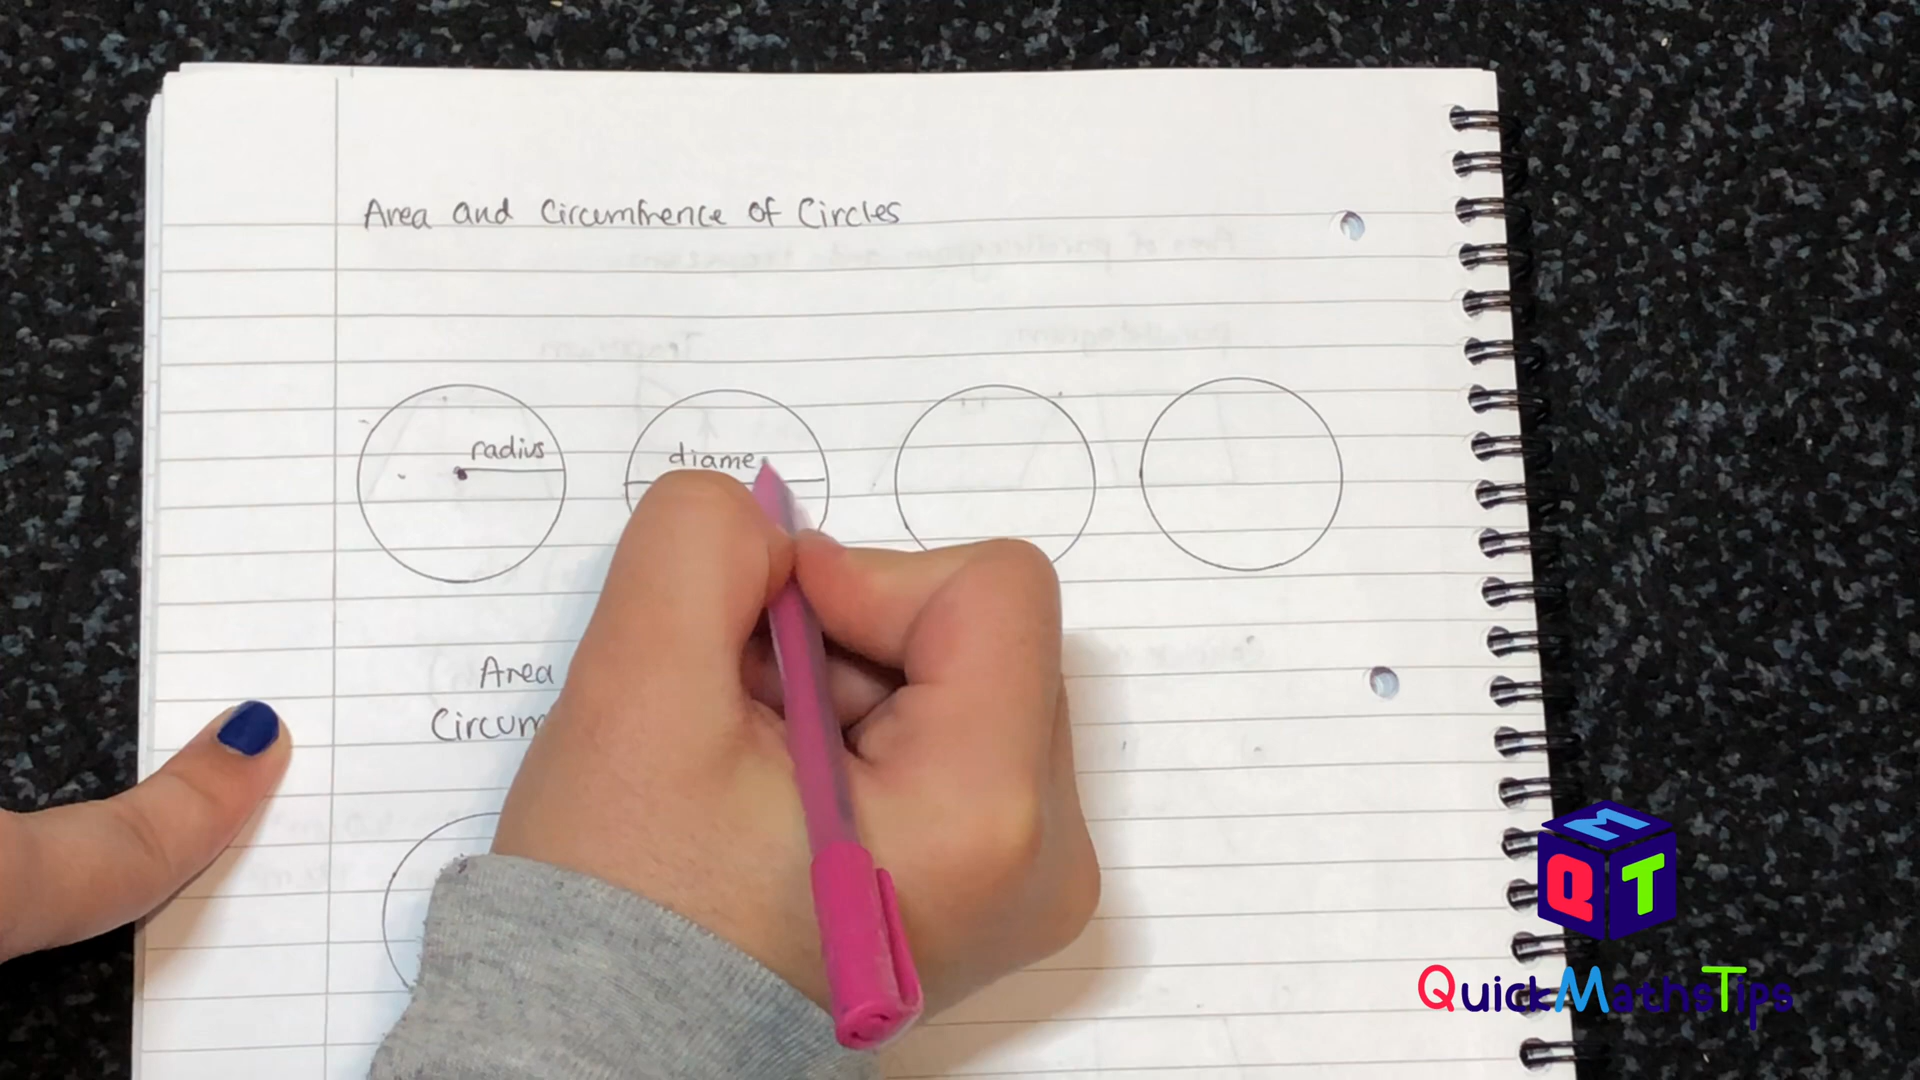 Area and Circumfrence of Circles
radius
diame
Area
Circum
M
Q T
QuickMathsTips